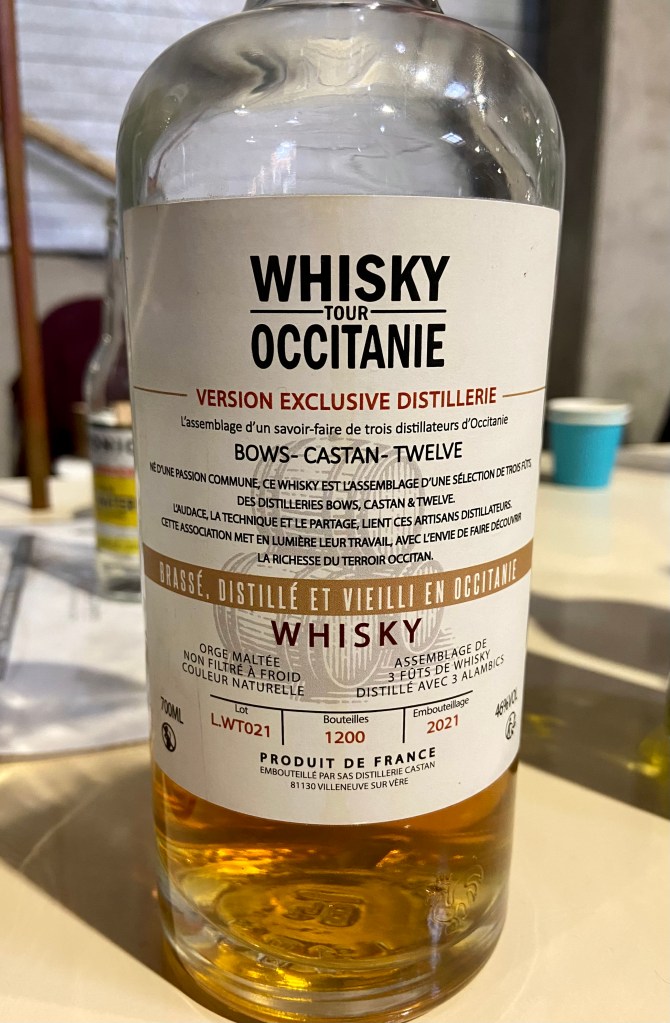 WHISKY
TOUR
OCCITANIE
VERSION EXCLUSIVE DISTILLERIE
L'assemblage d'un savoir-faire de trois distillateurs d'Occitanie
BOWS - CASTAN - TWELVE
NÉ D'UNE PASSION COMMUNE, CE WHISKY EST L'ASSEMBLAGE D'UNE SÉLECTION DE TROIS FÛTS,
DES DISTILLERIES BOWS, CASTAN & TWELVE.
L'AUDACE, LA TECHNIQUE ET LE PARTAGE, LIENT CES ARTISANS DISTILLATEURS.
CETTE ASSOCIATION MET EN LUMIÈRE LEUR TRAVAIL, AVEC L'ENVIE DE FAIRE DÉCOUVRIR
LA RICHESSE DU TERROIR OCCITAN.
BRASSÉ, DISTILLÉ ET VIEILLI EN OCCITANIE
WHISKY
ORGE MALTÉE
NON FILTRÉ À FROID
COULEUR NATURELLE
ASSEMBLAGE DE
3 FÛTS DE WHISKY
DISTILLÉ AVEC 3 ALAMBICS
700ML
Lot
L.WT021
Bouteilles
1200
Embouteillage
2021
46%VOL
PRODUIT DE FRANCE
EMBOUTEILLÉ PAR SAS DISTILLERIE CASTAN
81130 VILLENEUVE SUR VÈRE